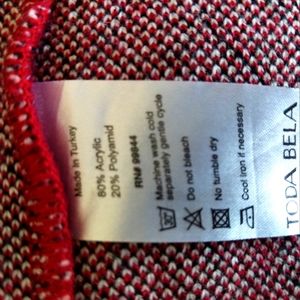 Made in Turkey
80% Acrylic
20% Polyamid
RN# 99844
Machine wash cold
separately gentle cycle
Do not bleach
No tumble dry
Cool iron if necessary
TODA BELA